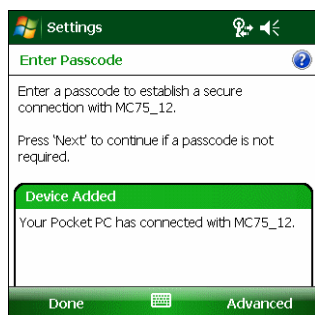 Settings
Enter Passcode
Enter a passcode to establish a secure
connection with MC75_12.
Press 'Next' to continue if a passcode is not
required.
Device Added
Your Pocket PC has connected with MC75_12.
Done
Advanced